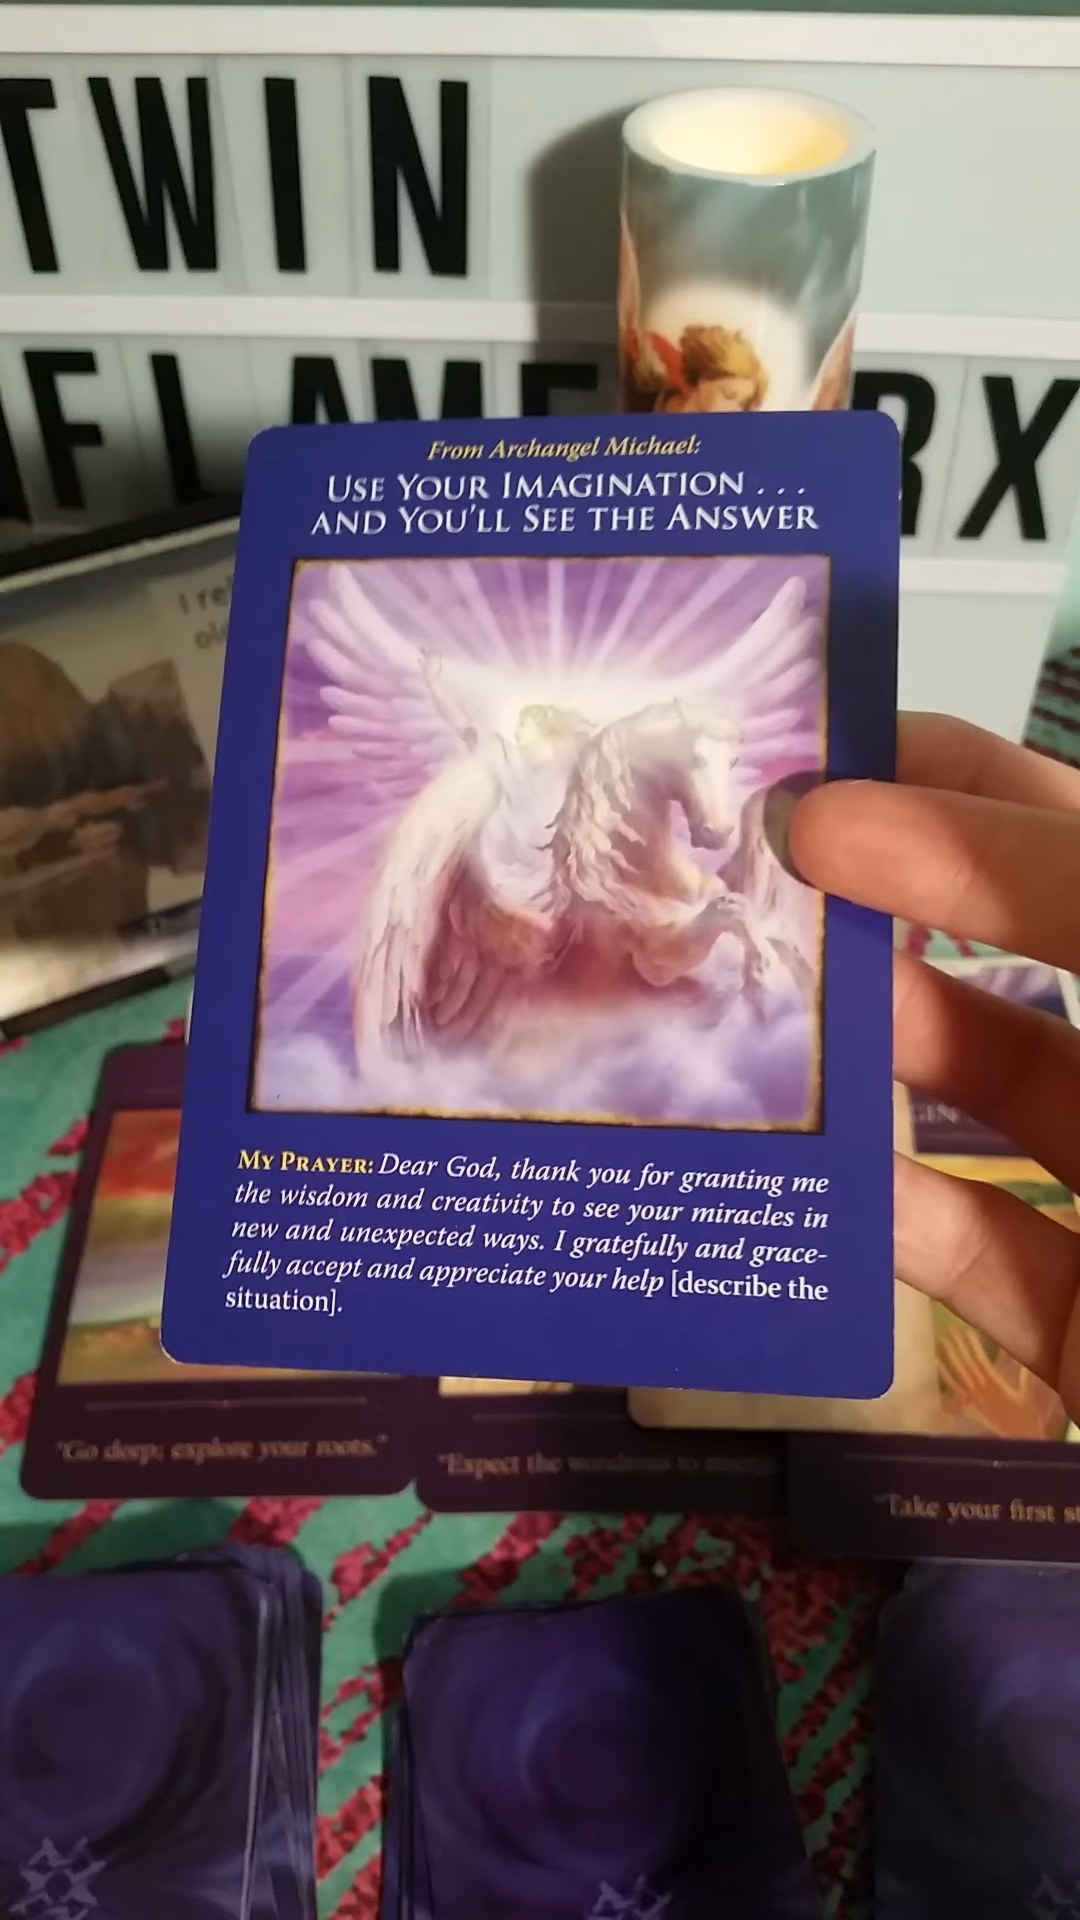 TWIN
FLAME RX
I
From Archangel Michael:
USE YOUR IMAGINATION . . .
AND YOU'LL SEE THE ANSWER
MY PRAYER: Dear God, thank you for granting me
the wisdom and creativity to see your miracles in
new and unexpected ways. I gratefully and grace-
fully accept and appreciate your help [describe the
situation].
"Go deep; explore your roots."
"Expect the wondrous to
"Take your first